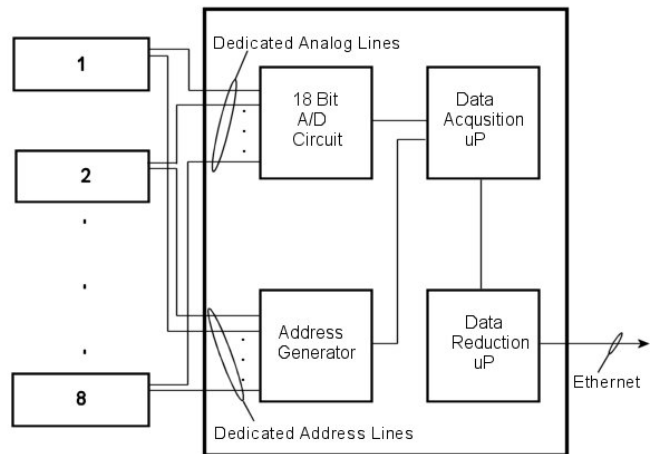 Dedicated Analog Lines
1
18 Bit
A/D
Circuit
Data
Acqusition
uP
2
8
Address
Generator
Data
Reduction
uP
Ethernet
Dedicated Address Lines